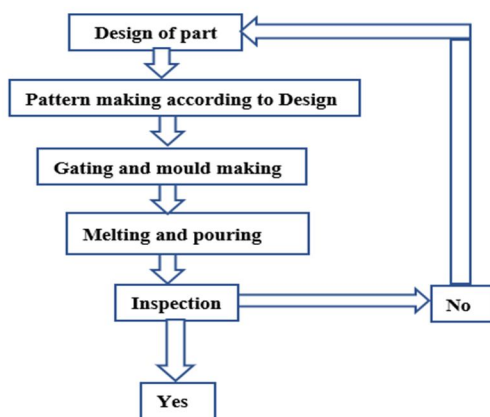 Design of part
Pattern making according to Design
Gating and mould making
Melting and pouring
Inspection
No
Yes